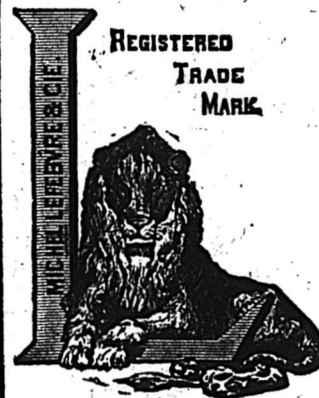 REGISTERED
TRADE
MARK
MICHEL LEFEBVRE & CIE.
L